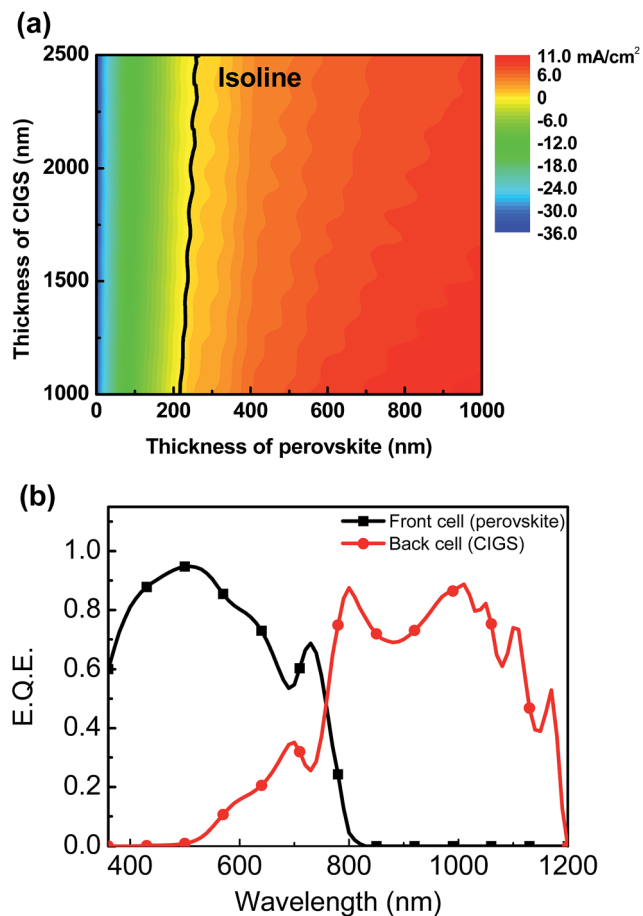 (a)
Isoline
2500
2000
1500
1000
Thickness of CIGS (nm)
0 200 400 600 800 1000
Thickness of perovskite (nm)
11.0 mA/cm²
6.0
0
-6.0
-12.0
-18.0
-24.0
-30.0
-36.0
(b)
Front cell (perovskite)
Back cell (CIGS)
1.0
0.8
0.6
0.4
0.2
0.0
E.Q.E.
400 600 800 1000 1200
Wavelength (nm)